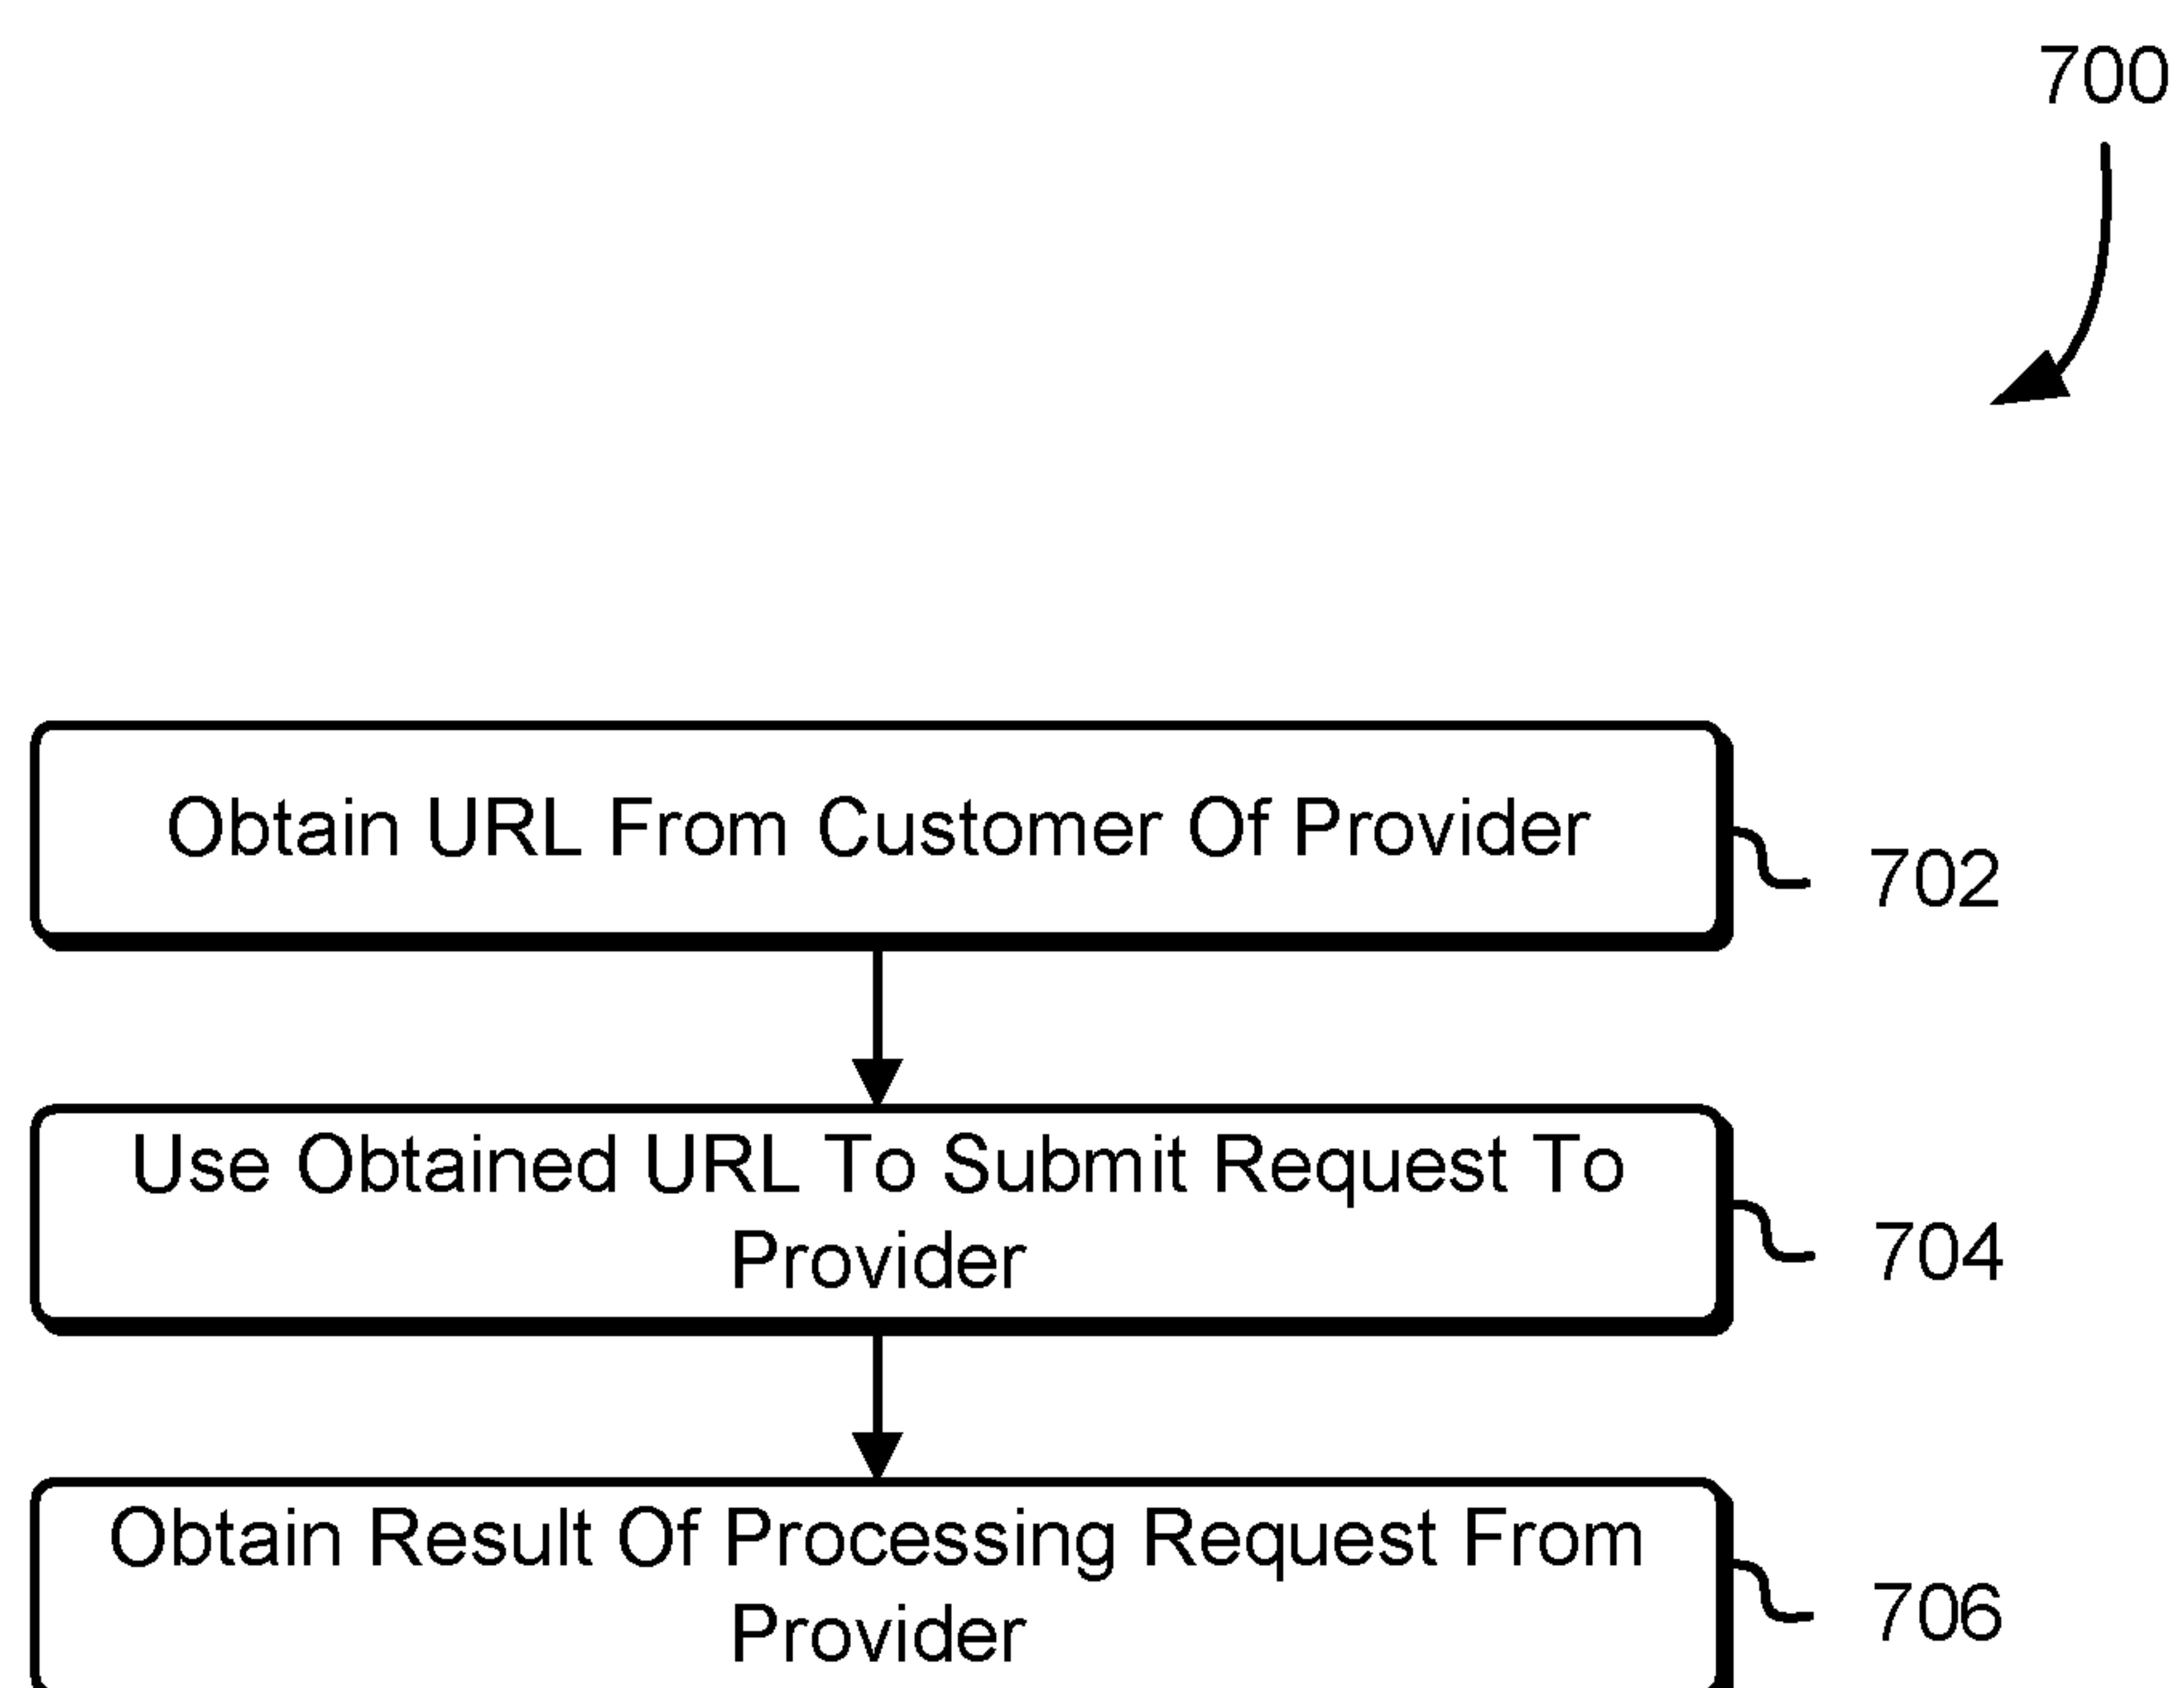 700
Obtain URL From Customer Of Provider
702
Use Obtained URL To Submit Request To
Provider
704
Obtain Result Of Processing Request From
Provider
706